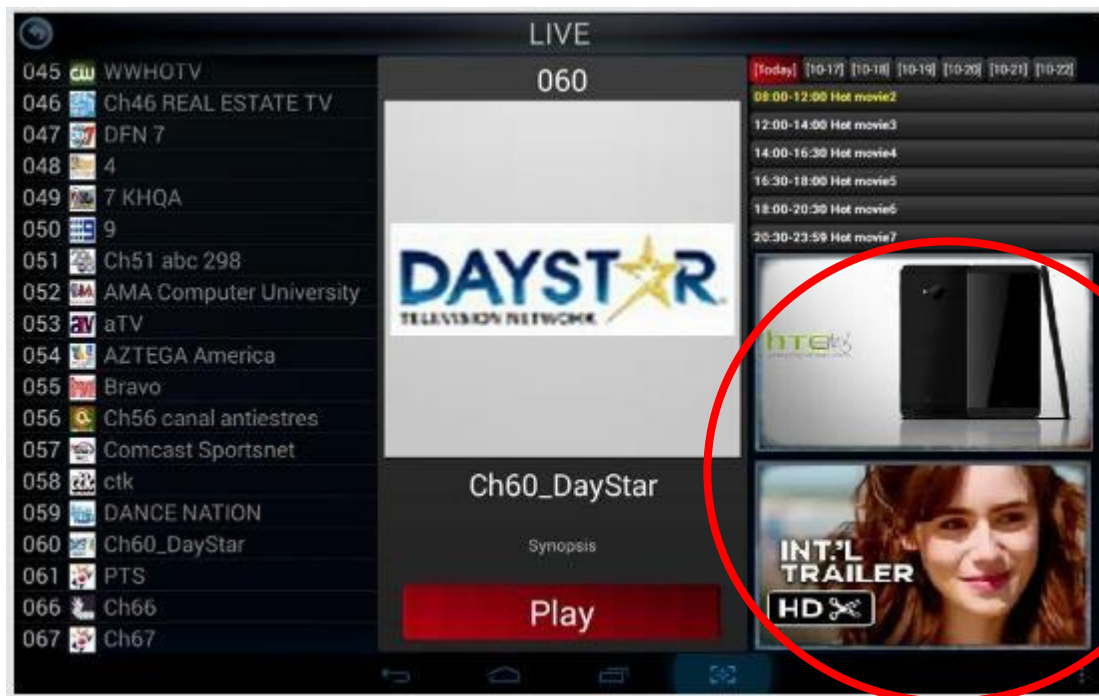 LIVE
045 cw WWHOTV
046 Ch46 REAL ESTATE TV
047 DFN 7
048 4
049 7 KHQA
050 9
051 Ch51 abc 298
052 AMA Computer University
053 aTV aTV
054 AZTEGA America
055 Bravo
056 Ch56 canal antiestres
057 Comcast Sportsnet
058 ctk
059 DANCE NATION
060 Ch60_DayStar
061 PTS
066 Ch66
067 Ch67
060
DAYSTAR
TELEVISION NETWORK
Ch60_DayStar
Synopsis
Play
[Today] [10-17] [10-18] [10-19] [10-20] [10-21] [10-22]
08:00-12:00 Hot movie2
12:00-14:00 Hot movie3
14:00-16:30 Hot movie4
16:30-18:00 Hot movie5
18:00-20:30 Hot movie6
20:30-23:59 Hot movie7
INT.'L
TRAILER
HD